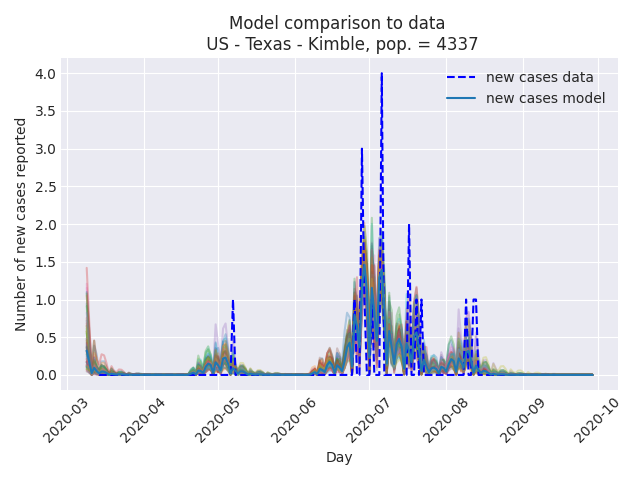 Model comparison to data
US - Texas - Kimble, pop. = 4337
new cases data
new cases model
Number of new cases reported
4.0
3.5
3.0
2.5
2.0
1.5
1.0
0.5
0.0
2020-03
2020-04
2020-05
2020-06
2020-07
2020-08
2020-09
2020-10
Day